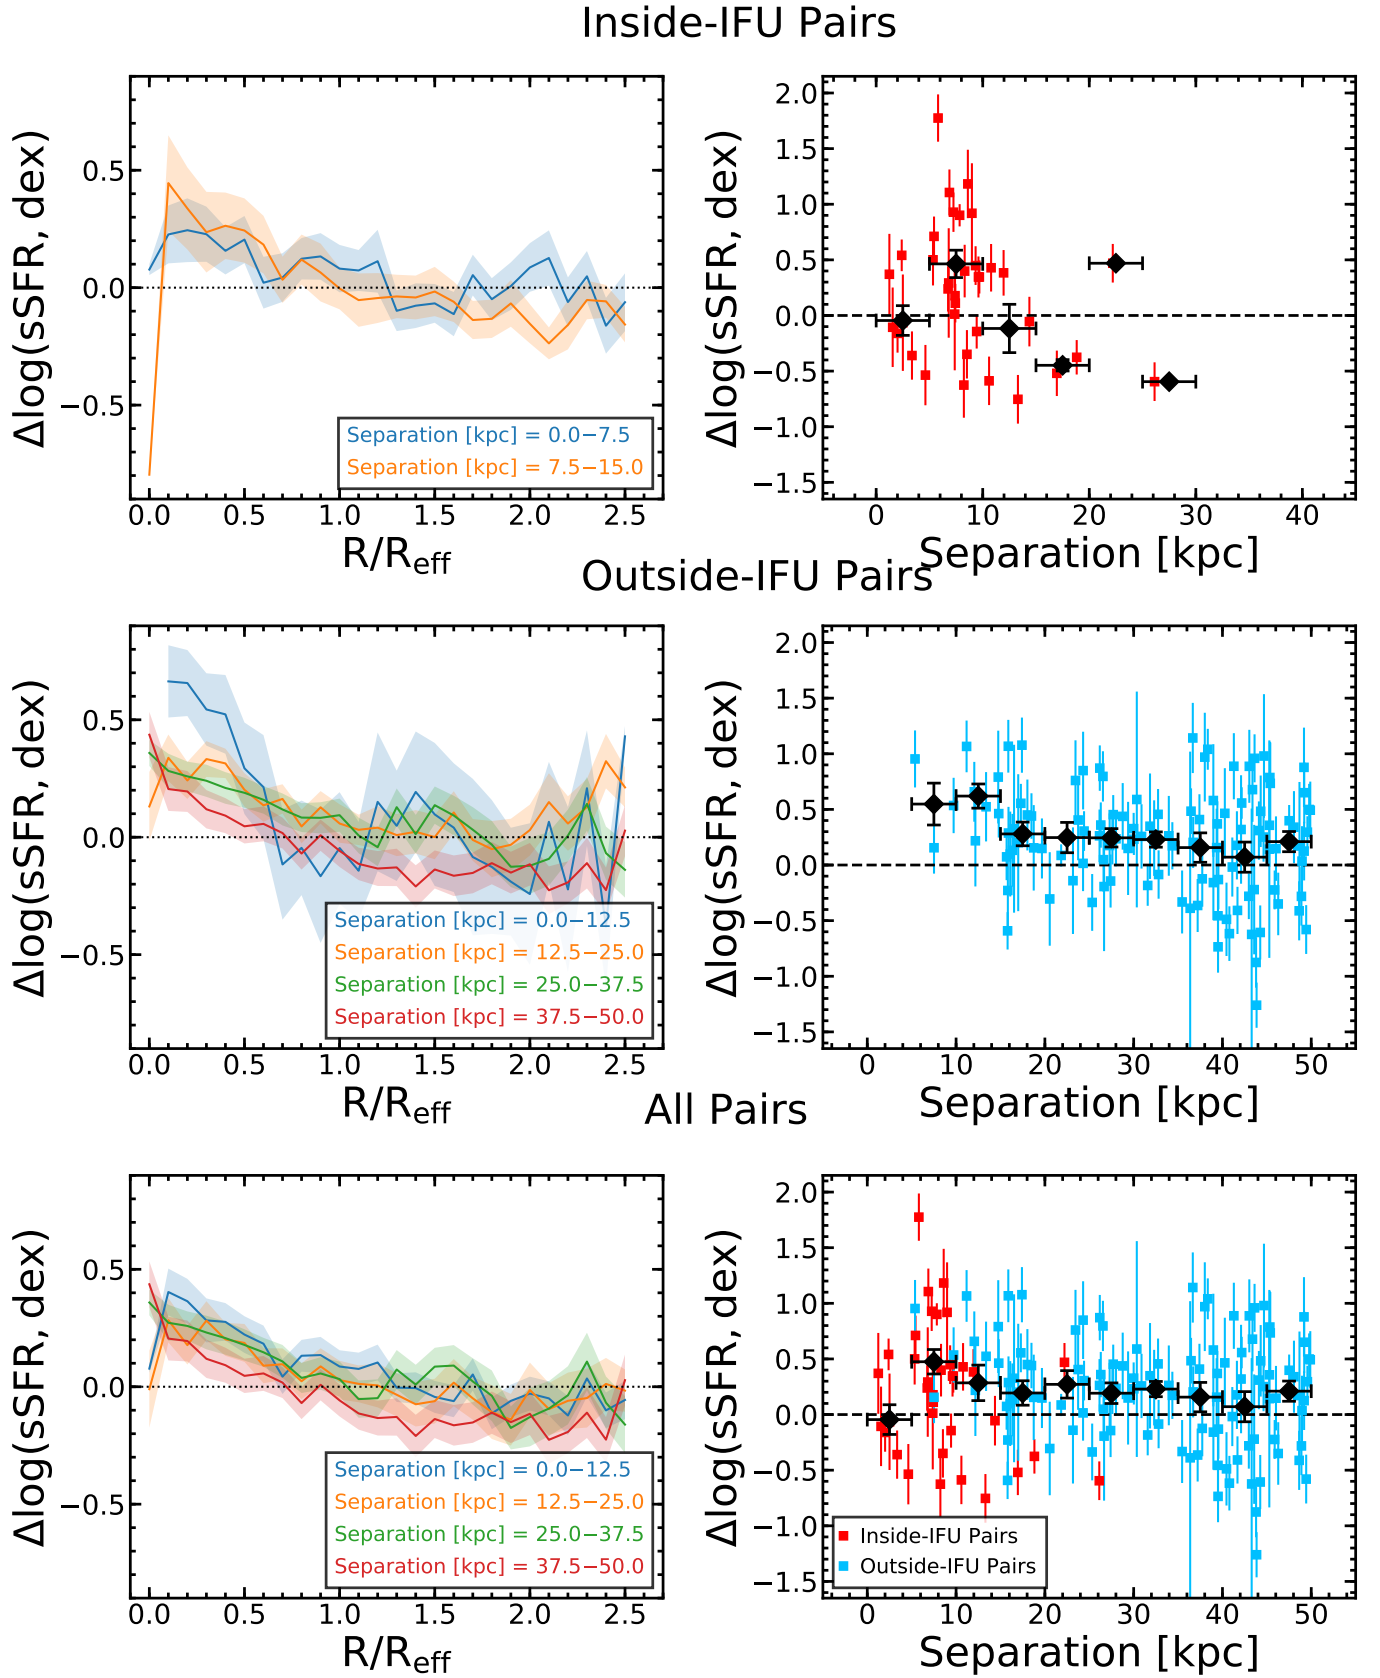 Inside-IFU Pairs
Δlog(sSFR, dex)
0.5
0.0
−0.5
0.0 0.5 1.0 1.5 2.0 2.5
R/Reff
Separation [kpc] = 0.0−7.5
Separation [kpc] = 7.5−15.0
Δlog(sSFR, dex)
2.0
1.5
1.0
0.5
0.0
−0.5
−1.0
−1.5
0 10 20 30 40
Separation [kpc]
Outside-IFU Pairs
Δlog(sSFR, dex)
0.5
0.0
−0.5
0.0 0.5 1.0 1.5 2.0 2.5
R/Reff
Separation [kpc] = 0.0−12.5
Separation [kpc] = 12.5−25.0
Separation [kpc] = 25.0−37.5
Separation [kpc] = 37.5−50.0
Δlog(sSFR, dex)
2.0
1.5
1.0
0.5
0.0
−0.5
−1.0
−1.5
0 10 20 30 40 50
Separation [kpc]
All Pairs
Δlog(sSFR, dex)
0.5
0.0
−0.5
0.0 0.5 1.0 1.5 2.0 2.5
R/Reff
Separation [kpc] = 0.0−12.5
Separation [kpc] = 12.5−25.0
Separation [kpc] = 25.0−37.5
Separation [kpc] = 37.5−50.0
Δlog(sSFR, dex)
2.0
1.5
1.0
0.5
0.0
−0.5
−1.0
−1.5
Inside-IFU Pairs
Outside-IFU Pairs
0 10 20 30 40 50
Separation [kpc]